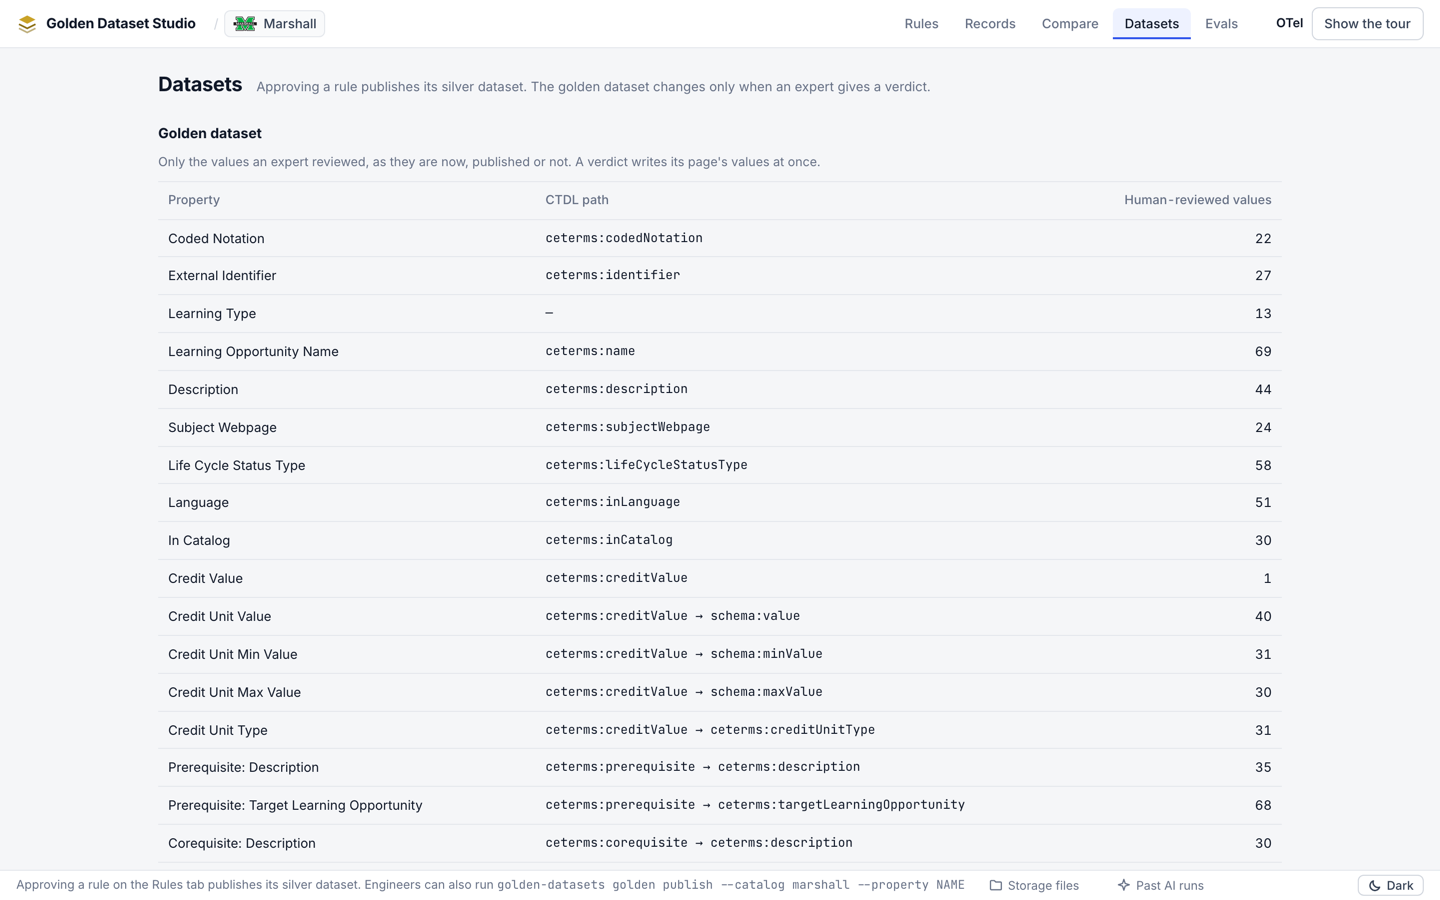 Golden Dataset Studio / Marshall Rules Records Compare Datasets Evals OTel Show the tour
Datasets Approving a rule publishes its silver dataset. The golden dataset changes only when an expert gives a verdict.
Golden dataset
Only the values an expert reviewed, as they are now, published or not. A verdict writes its page's values at once.
Property CTDL path Human-reviewed values
Coded Notation ceterms:codedNotation 22
External Identifier ceterms:identifier 27
Learning Type — 13
Learning Opportunity Name ceterms:name 69
Description ceterms:description 44
Subject Webpage ceterms:subjectWebpage 24
Life Cycle Status Type ceterms:lifeCycleStatusType 58
Language ceterms:inLanguage 51
In Catalog ceterms:inCatalog 30
Credit Value ceterms:creditValue 1
Credit Unit Value ceterms:creditValue → schema:value 40
Credit Unit Min Value ceterms:creditValue → schema:minValue 31
Credit Unit Max Value ceterms:creditValue → schema:maxValue 30
Credit Unit Type ceterms:creditValue → ceterms:creditUnitType 31
Prerequisite: Description ceterms:prerequisite → ceterms:description 35
Prerequisite: Target Learning Opportunity ceterms:prerequisite → ceterms:targetLearningOpportunity 68
Corequisite: Description ceterms:corequisite → ceterms:description 30
Approving a rule on the Rules tab publishes its silver dataset. Engineers can also run golden-datasets golden publish --catalog marshall --property NAME Storage files Past AI runs Dark